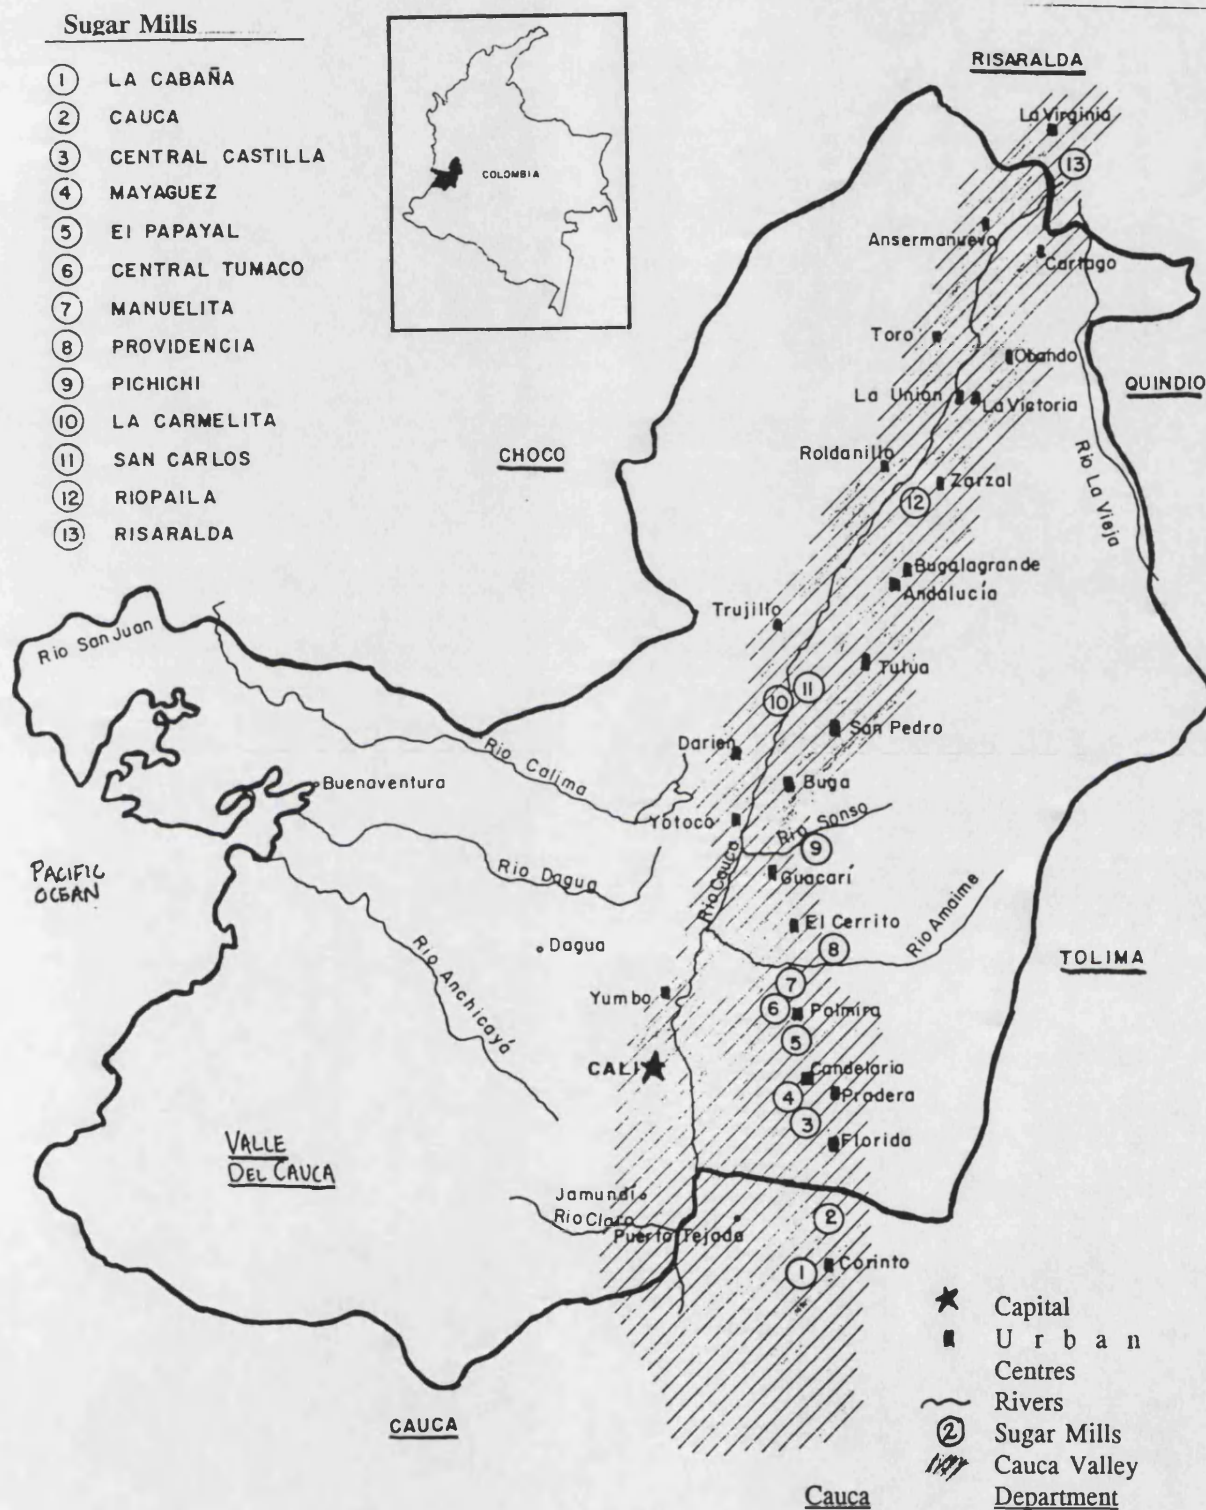 Sugar Mills
1 LA CABAÑA
2 CAUCA
3 CENTRAL CASTILLA
4 MAYAGUEZ
5 El PAPAYAL
6 CENTRAL TUMACO
7 MANUELITA
8 PROVIDENCIA
9 PICHICHI
10 LA CARMELITA
11 SAN CARLOS
12 RIOPAILA
13 RISARALDA
COLOMBIA
RISARALDA
La Virginia
13
Ansermanuevo
Cartago
Toro
Obando
QUINDIO
La Unión
La Victoria
CHOCO
Roldanillo
Zarzal
12
Rio La Vieja
Bugalagrande
Andalucía
Trujillo
Rio San Juan
Tulua
11
10
San Pedro
Darien
Rio Calima
Buenaventura
Buga
Yotoco
Rio Sonso
9
PACIFIC
OCEAN
Rio Dagua
Rio Cauca
Guacarí
El Cerrito
Rio Amaime
Dagua
8
TOLIMA
Rio Anchicayá
7
Yumbo
6
Palmira
5
CALI
Candelaria
4
Pradera
3
Florida
VALLE
DEL CAUCA
Jamundí
Rio Claro
2
Puerto Tejada
1
Corinto
CAUCA
Capital
Urban
Centres
Rivers
2 Sugar Mills
Cauca Valley
Cauca Department